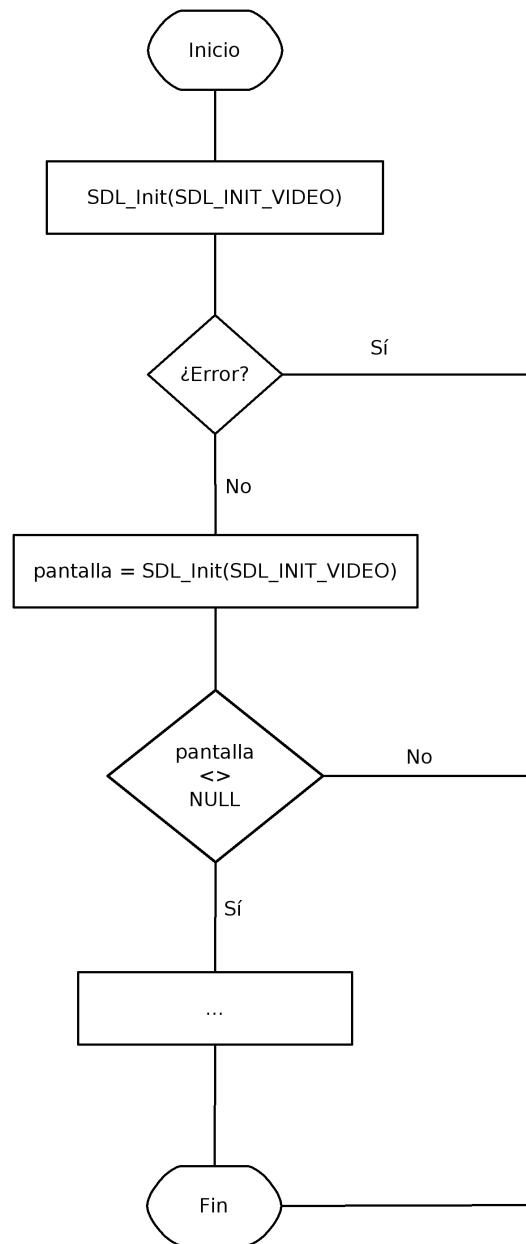 Inicio
SDL_Init(SDL_INIT_VIDEO)
¿Error?
Sí
No
pantalla = SDL_Init(SDL_INIT_VIDEO)
pantalla
<>
NULL
No
Sí
...
Fin